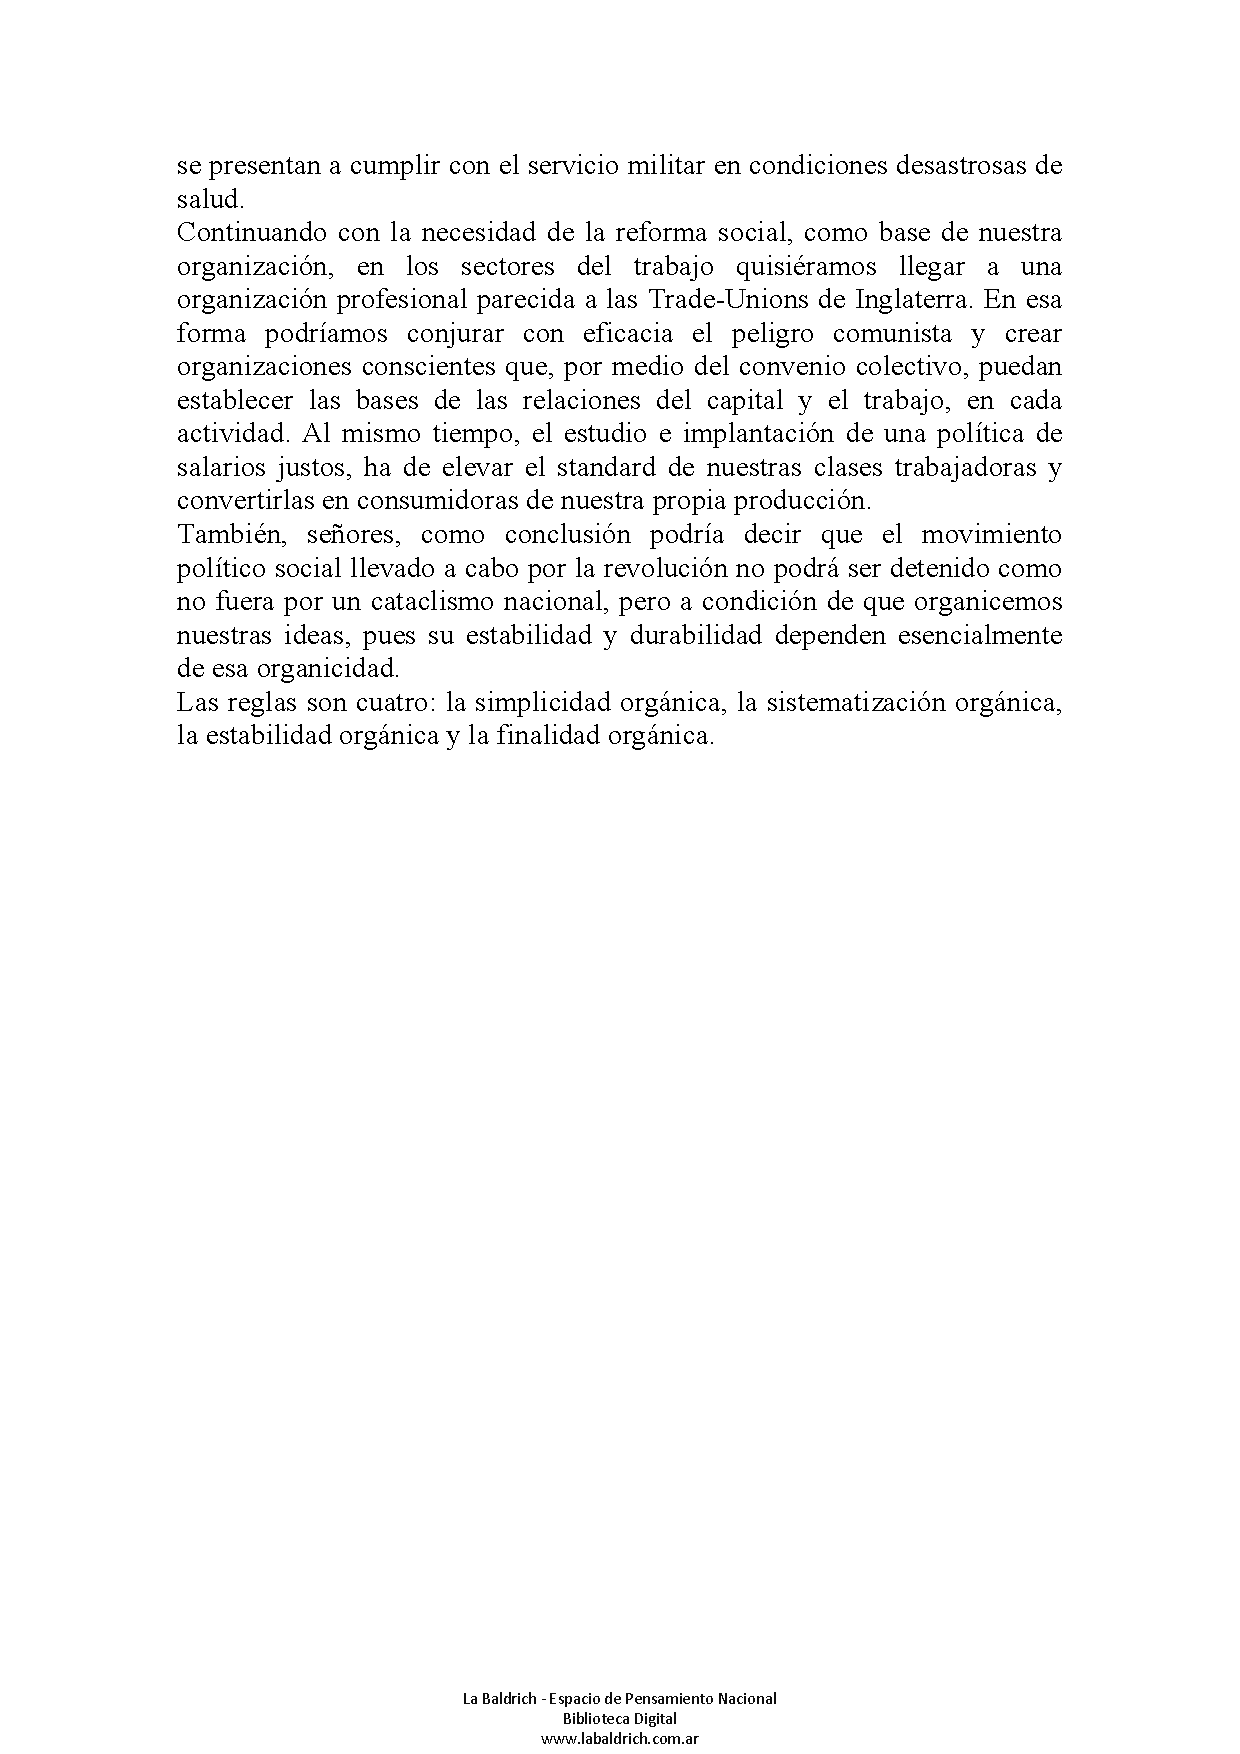 se presentan a cumplir con el servicio militar en condiciones desastrosas de
salud.
Continuando con la necesidad de la reforma social, como base de nuestra
organización, en los sectores del trabajo quisiéramos llegar a una
organización profesional parecida a las Trade-Unions de Inglaterra. En esa
forma podríamos conjurar con eficacia el peligro comunista y crear
organizaciones conscientes que, por medio del convenio colectivo, puedan
establecer las bases de las relaciones del capital y el trabajo, en cada
actividad. Al mismo tiempo, el estudio e implantación de una política de
salarios justos, ha de elevar el standard de nuestras clases trabajadoras y
convertirlas en consumidoras de nuestra propia producción.
También, señores, como conclusión podría decir que el movimiento
político social llevado a cabo por la revolución no podrá ser detenido como
no fuera por un cataclismo nacional, pero a condición de que organicemos
nuestras ideas, pues su estabilidad y durabilidad dependen esencialmente
de esa organicidad.
Las reglas son cuatro: la simplicidad orgánica, la sistematización orgánica,
la estabilidad orgánica y la finalidad orgánica.
La Baldrich - Espacio de Pensamiento Nacional
Biblioteca Digital
www.labaldrich.com.ar